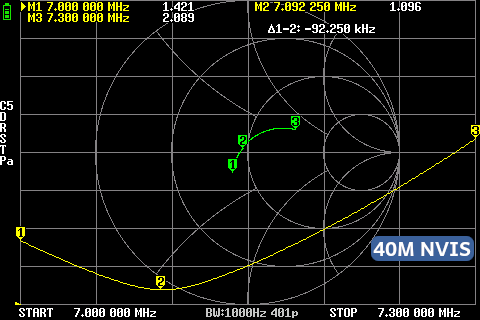 M1 7.000 000 MHz 1.421 M2 7.092 250 MHz 1.096
M3 7.300 000 MHz 2.089
Δ1-2: -92.250 kHz
C5
D
R
S
T
Pa
3
2
3
1
1
2
40M NVIS
START 7.000 000 MHz BW:1000Hz 401p STOP 7.300 000 MHz